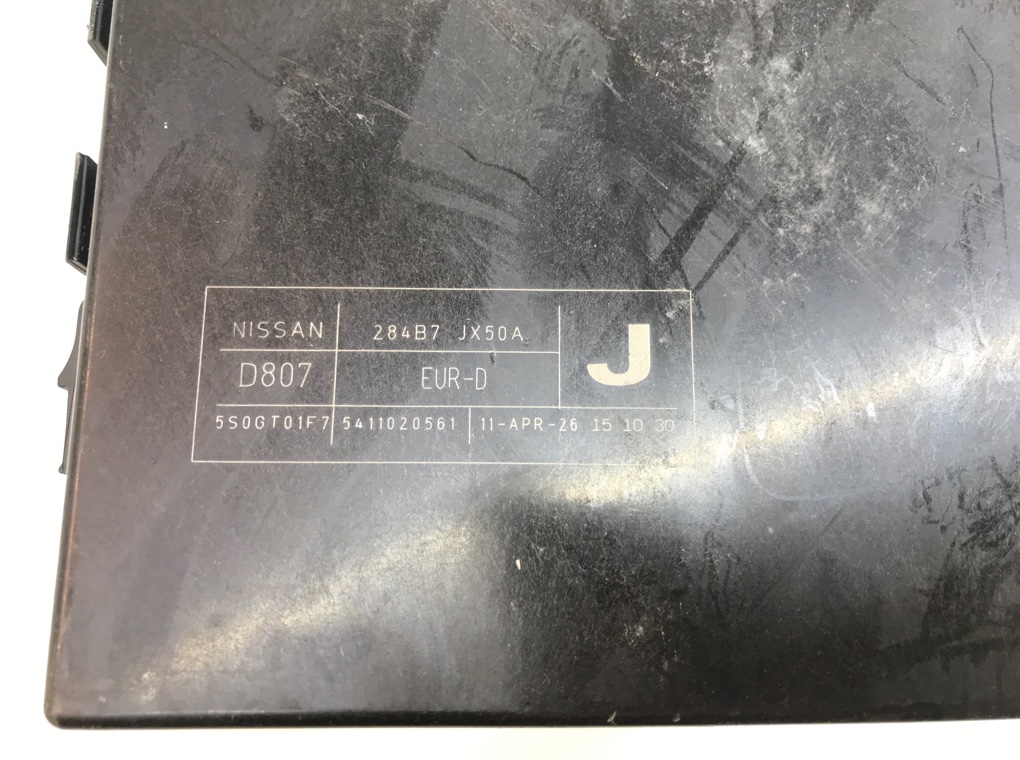 NISSAN 284B7 JX50A J
D807 EUR-D
5S0GT01F7 5411020561 11-APR-26 15 10 30